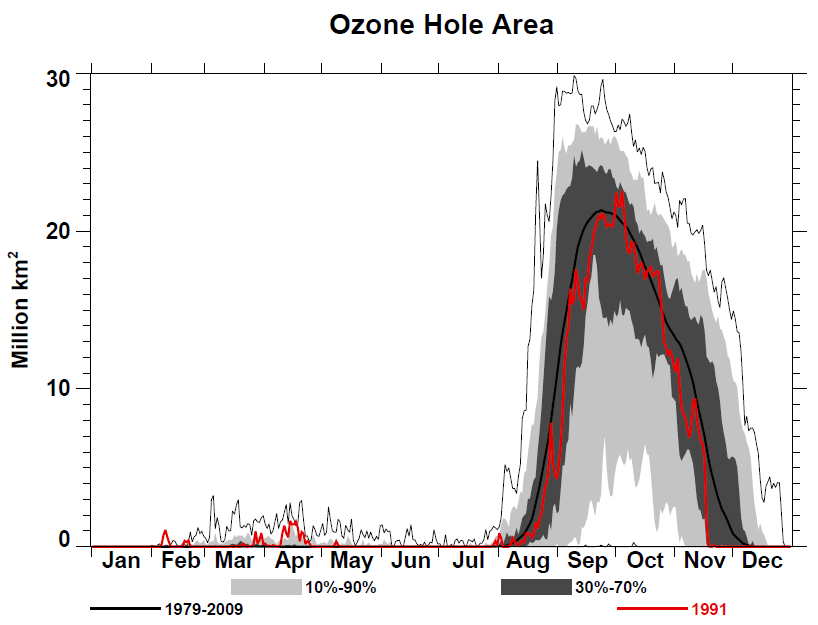 Ozone Hole Area
Million km²
30
20
10
0
Jan Feb Mar Apr May Jun Jul Aug Sep Oct Nov Dec
10%-90% 30%-70%
1979-2009 1991